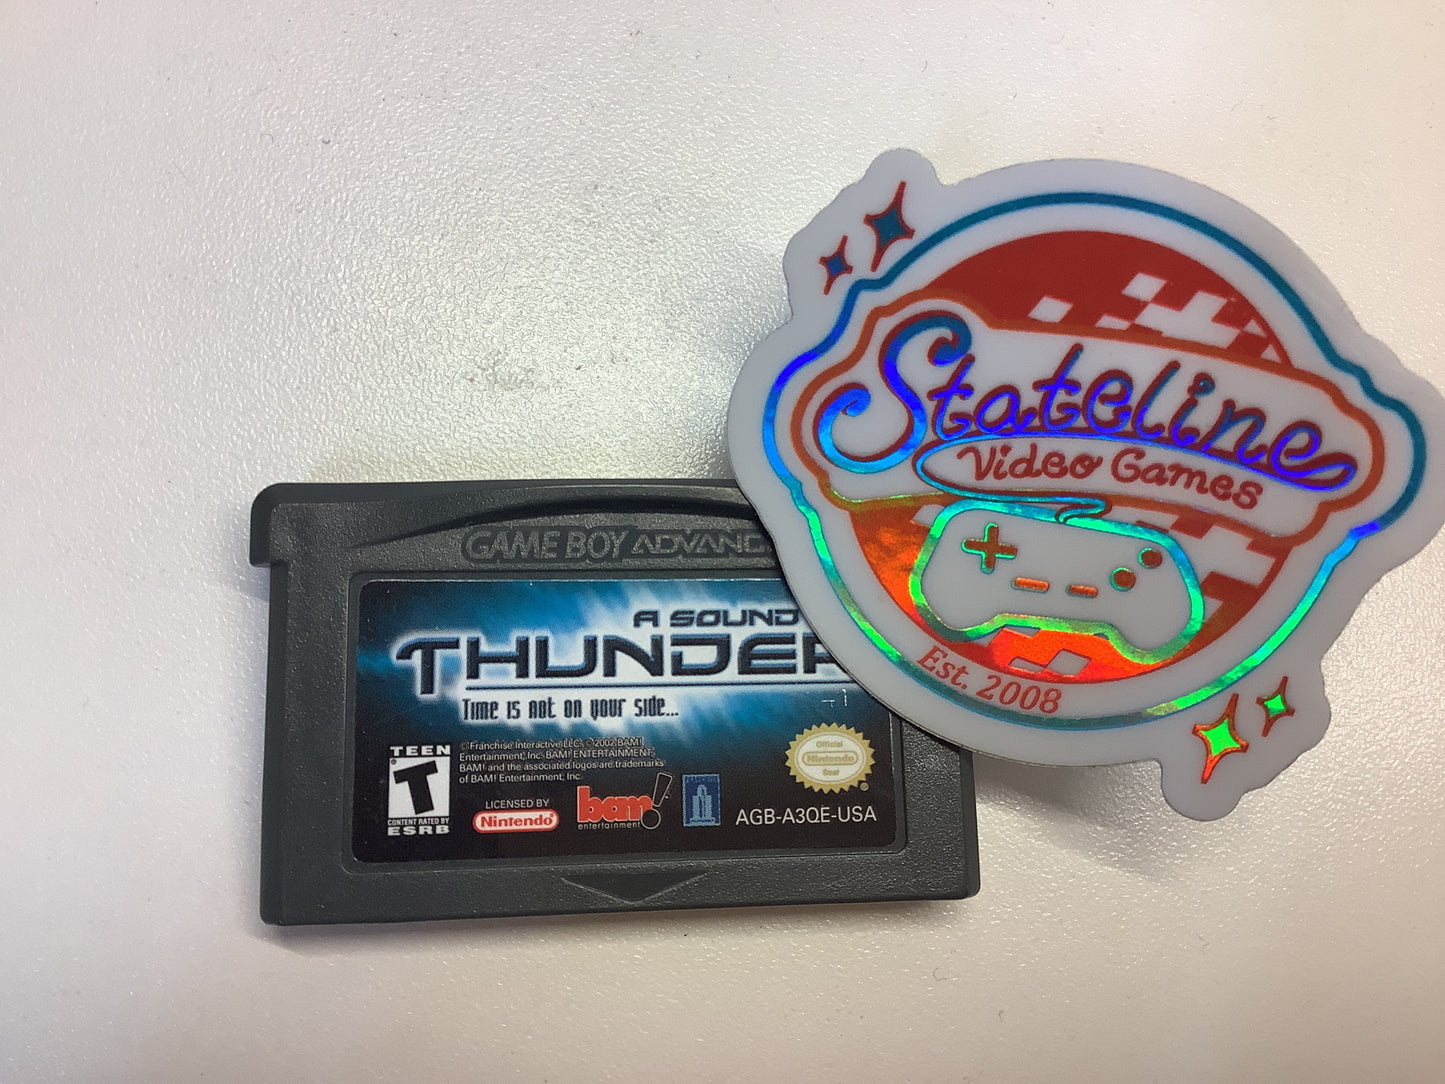 GAME BOY ADVANC
A SOUND
THUNDER
Time is not on your side...
TEEN
T
CONTENT RATED BY
ESRB
©Franchise Interactive LLC. ©2002 BAM!
Entertainment, Inc. BAM! ENTERTAINMENT,
BAM! and the associated logos are trademarks
of BAM! Entertainment, Inc.
LICENSED BY
Nintendo®
bam!
entertainment
Official
Nintendo
Seal
AGB-A3QE-USA
Stateline
Video Games
Est. 2008